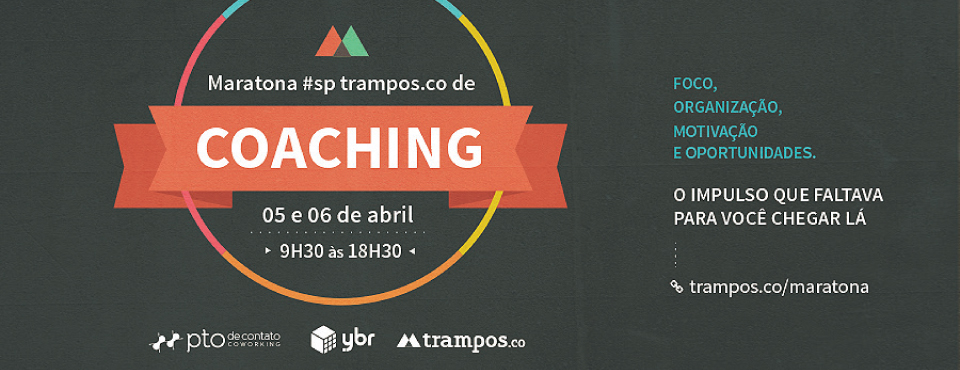 Maratona #sp trampos.co de
COACHING
05 e 06 de abril
9H30 às 18H30
FOCO,
ORGANIZAÇÃO,
MOTIVAÇÃO
E OPORTUNIDADES.
O IMPULSO QUE FALTAVA
PARA VOCÊ CHEGAR LÁ
trampos.co/maratona
pto de contato
COWORKING
ybr
trampos.co